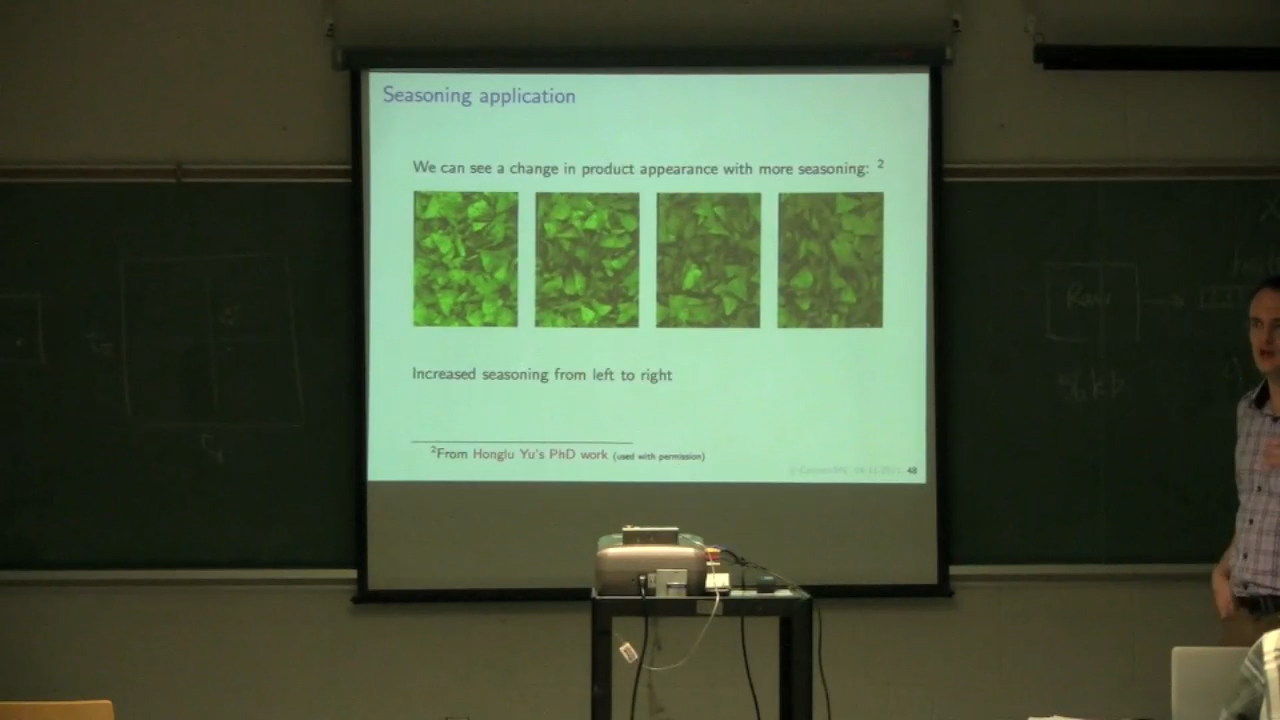 Seasoning application
We can see a change in product appearance with more seasoning: 2
Increased seasoning from left to right
2From Honglu Yu's PhD work (used with permission)
48
Raw